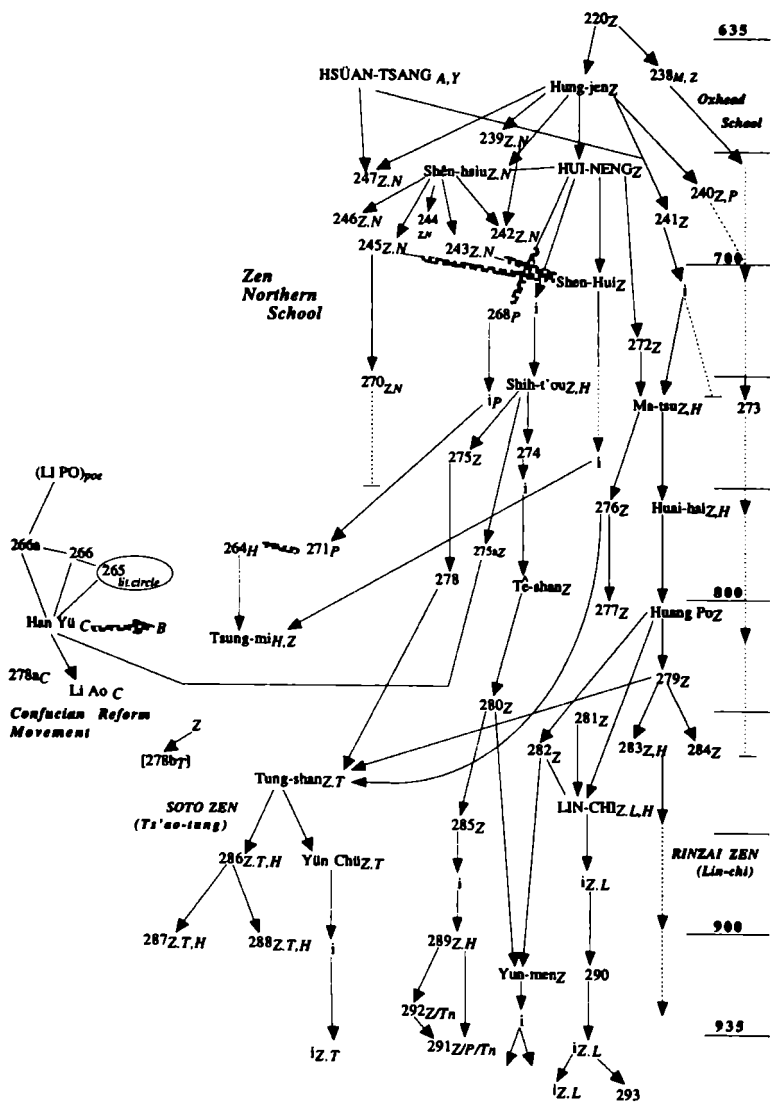 220Z
635
HSÜAN-TSANG A,Y
238M,Z
Hung-jenZ
Oxhead
School
239Z,N
247Z,N
Shên-hsiuZ,N
HUI-NENGZ
240Z,P
246Z,N
244Z,N
242Z,N
241Z
245Z,N
243Z,N
700
Zen
Northern
School
Shen-HuiZ
i
i
268P
272Z
270Z,N
iP
Shih-t'ouZ,H
Ma-tsuZ,H
273
275Z
274
i
(LI PO)poe
i
276Z
Huai-haiZ,H
266a
266
265lit.circle
264H
271P
275aZ
278
Tê-shanZ
800
277Z
Huang PoZ
Han Yü C
B
Tsung-miH,Z
278aC
Li Ao C
279Z
Confucian Reform
Movement
280Z
281Z
Z
[278bT]
282Z
283Z,H
284Z
Tung-shanZ,T
SOTO ZEN
(Ts'ao-tung)
LIN-CHIZ,L,H
285Z
286Z,T,H
Yün ChüZ,T
RINZAI ZEN
(Lin-chi)
i
iZ,L
287Z,T,H
288Z,T,H
i
289Z,H
900
Yun-menZ
290
292Z/Tn
i
935
iZ,T
291Z/P/Tn
iZ,L
iZ,L
293